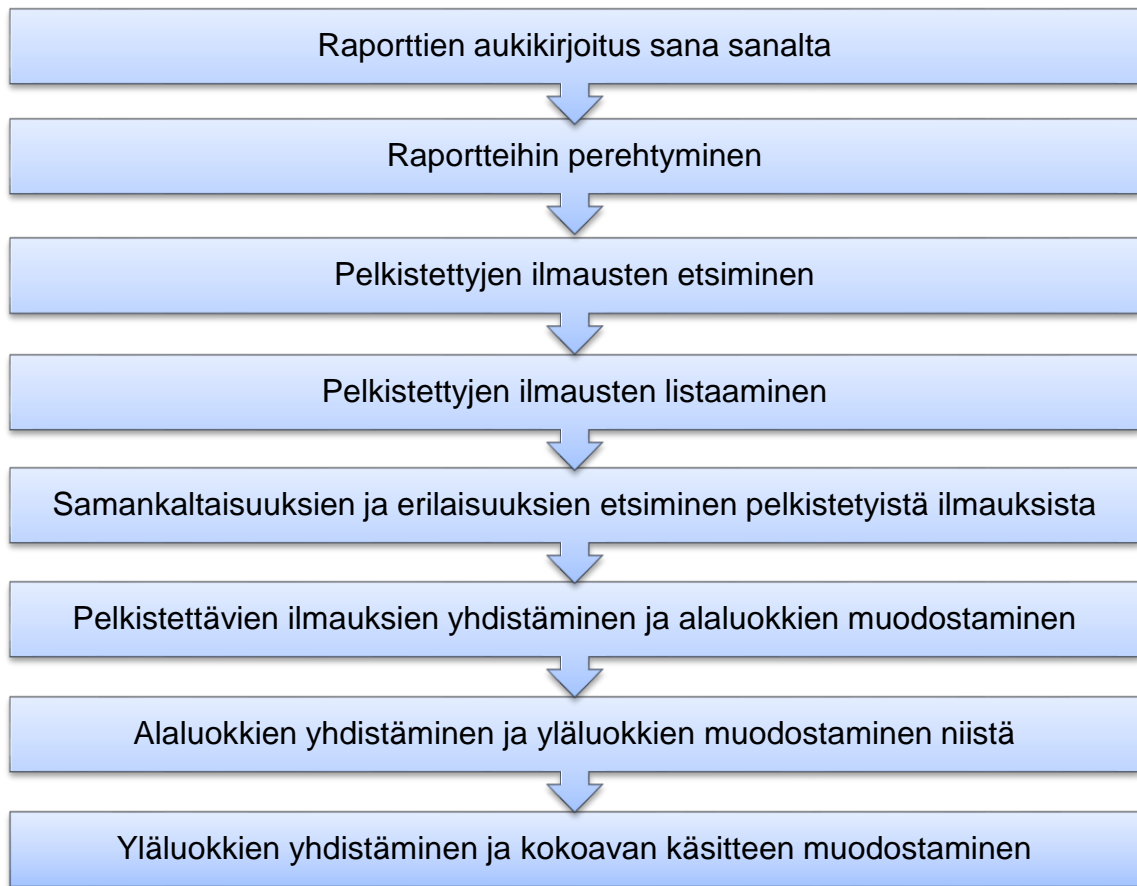 Raporttien aukikirjoitus sana sanalta
Raportteihin perehtyminen
Pelkistettyjen ilmausten etsiminen
Pelkistettyjen ilmausten listaaminen
Samankaltaisuuksien ja erilaisuuksien etsiminen pelkistetyistä ilmauksista
Pelkistettävien ilmauksien yhdistäminen ja alaluokkien muodostaminen
Alaluokkien yhdistäminen ja yläluokkien muodostaminen niistä
Yläluokkien yhdistäminen ja kokoavan käsitteen muodostaminen